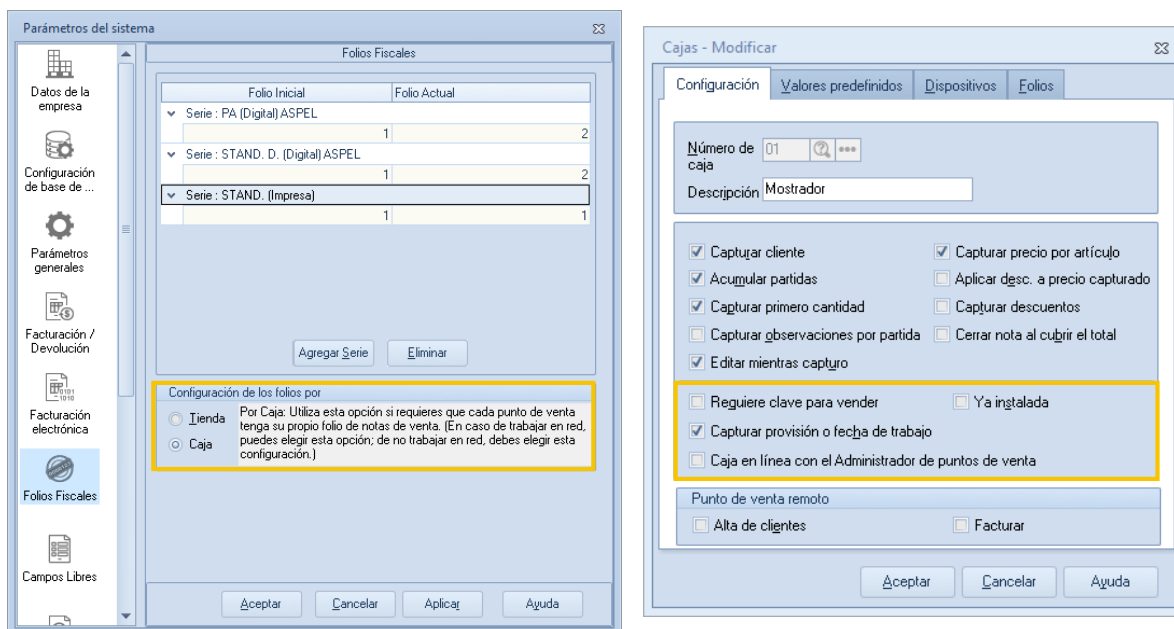 Parámetros del sistema
Datos de la
empresa
Configuración
de base de ...
Parámetros
generales
Facturación /
Devolución
Facturación
electrónica
Folios Fiscales
Campos Libres
Folios Fiscales
Folio Inicial Folio Actual
Serie : PA (Digital) ASPEL
1 2
Serie : STAND. D. (Digital) ASPEL
1 2
Serie : STAND. (Impresa)
1 1
Agregar Serie Eliminar
Configuración de los folios por
Tienda
Caja
Por Caja: Utiliza esta opción si requieres que cada punto de venta
tenga su propio folio de notas de venta. (En caso de trabajar en red,
puedes elegir esta opción; de no trabajar en red, debes elegir esta
configuración.)
Aceptar Cancelar Aplicar Ayuda
Cajas - Modificar
Configuración Valores predefinidos Dispositivos Folios
Número de
caja
01
Descripción Mostrador
Capturar cliente Capturar precio por artículo
Acumular partidas Aplicar desc. a precio capturado
Capturar primero cantidad Capturar descuentos
Capturar observaciones por partida Cerrar nota al cubrir el total
Editar mientras capturo
Reguiere clave para vender Ya instalada
Capturar provisión o fecha de trabajo
Caja en línea con el Administrador de puntos de venta
Punto de venta remoto
Alta de clientes Facturar
Aceptar Cancelar Ayuda